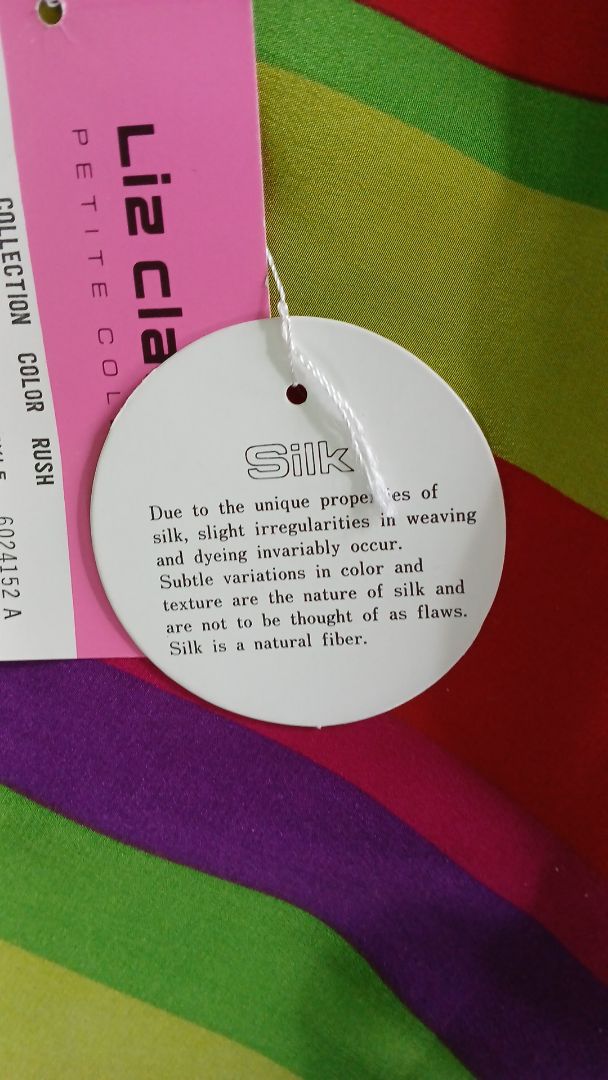 Liz cla
PETITE COL
COLLECTION COLOR RUSH
6024152 A
Silk
Due to the unique properties of
silk, slight irregularities in weaving
and dyeing invariably occur.
Subtle variations in color and
texture are the nature of silk and
are not to be thought of as flaws.
Silk is a natural fiber.